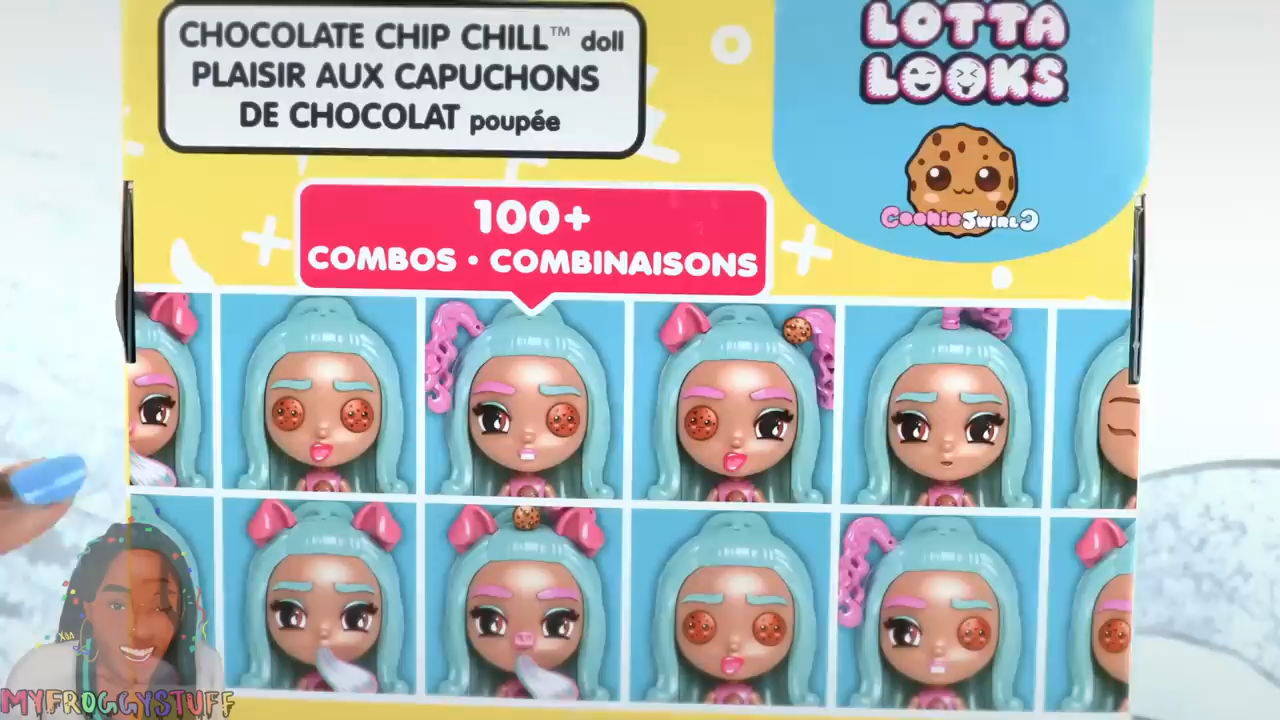 CHOCOLATE CHIP CHILL™ doll
PLAISIR AUX CAPUCHONS
DE CHOCOLAT poupée
LOTTA
LOOKS
CookieSwirlC
100+
COMBOS • COMBINAISONS
MYFROGGYSTUFF